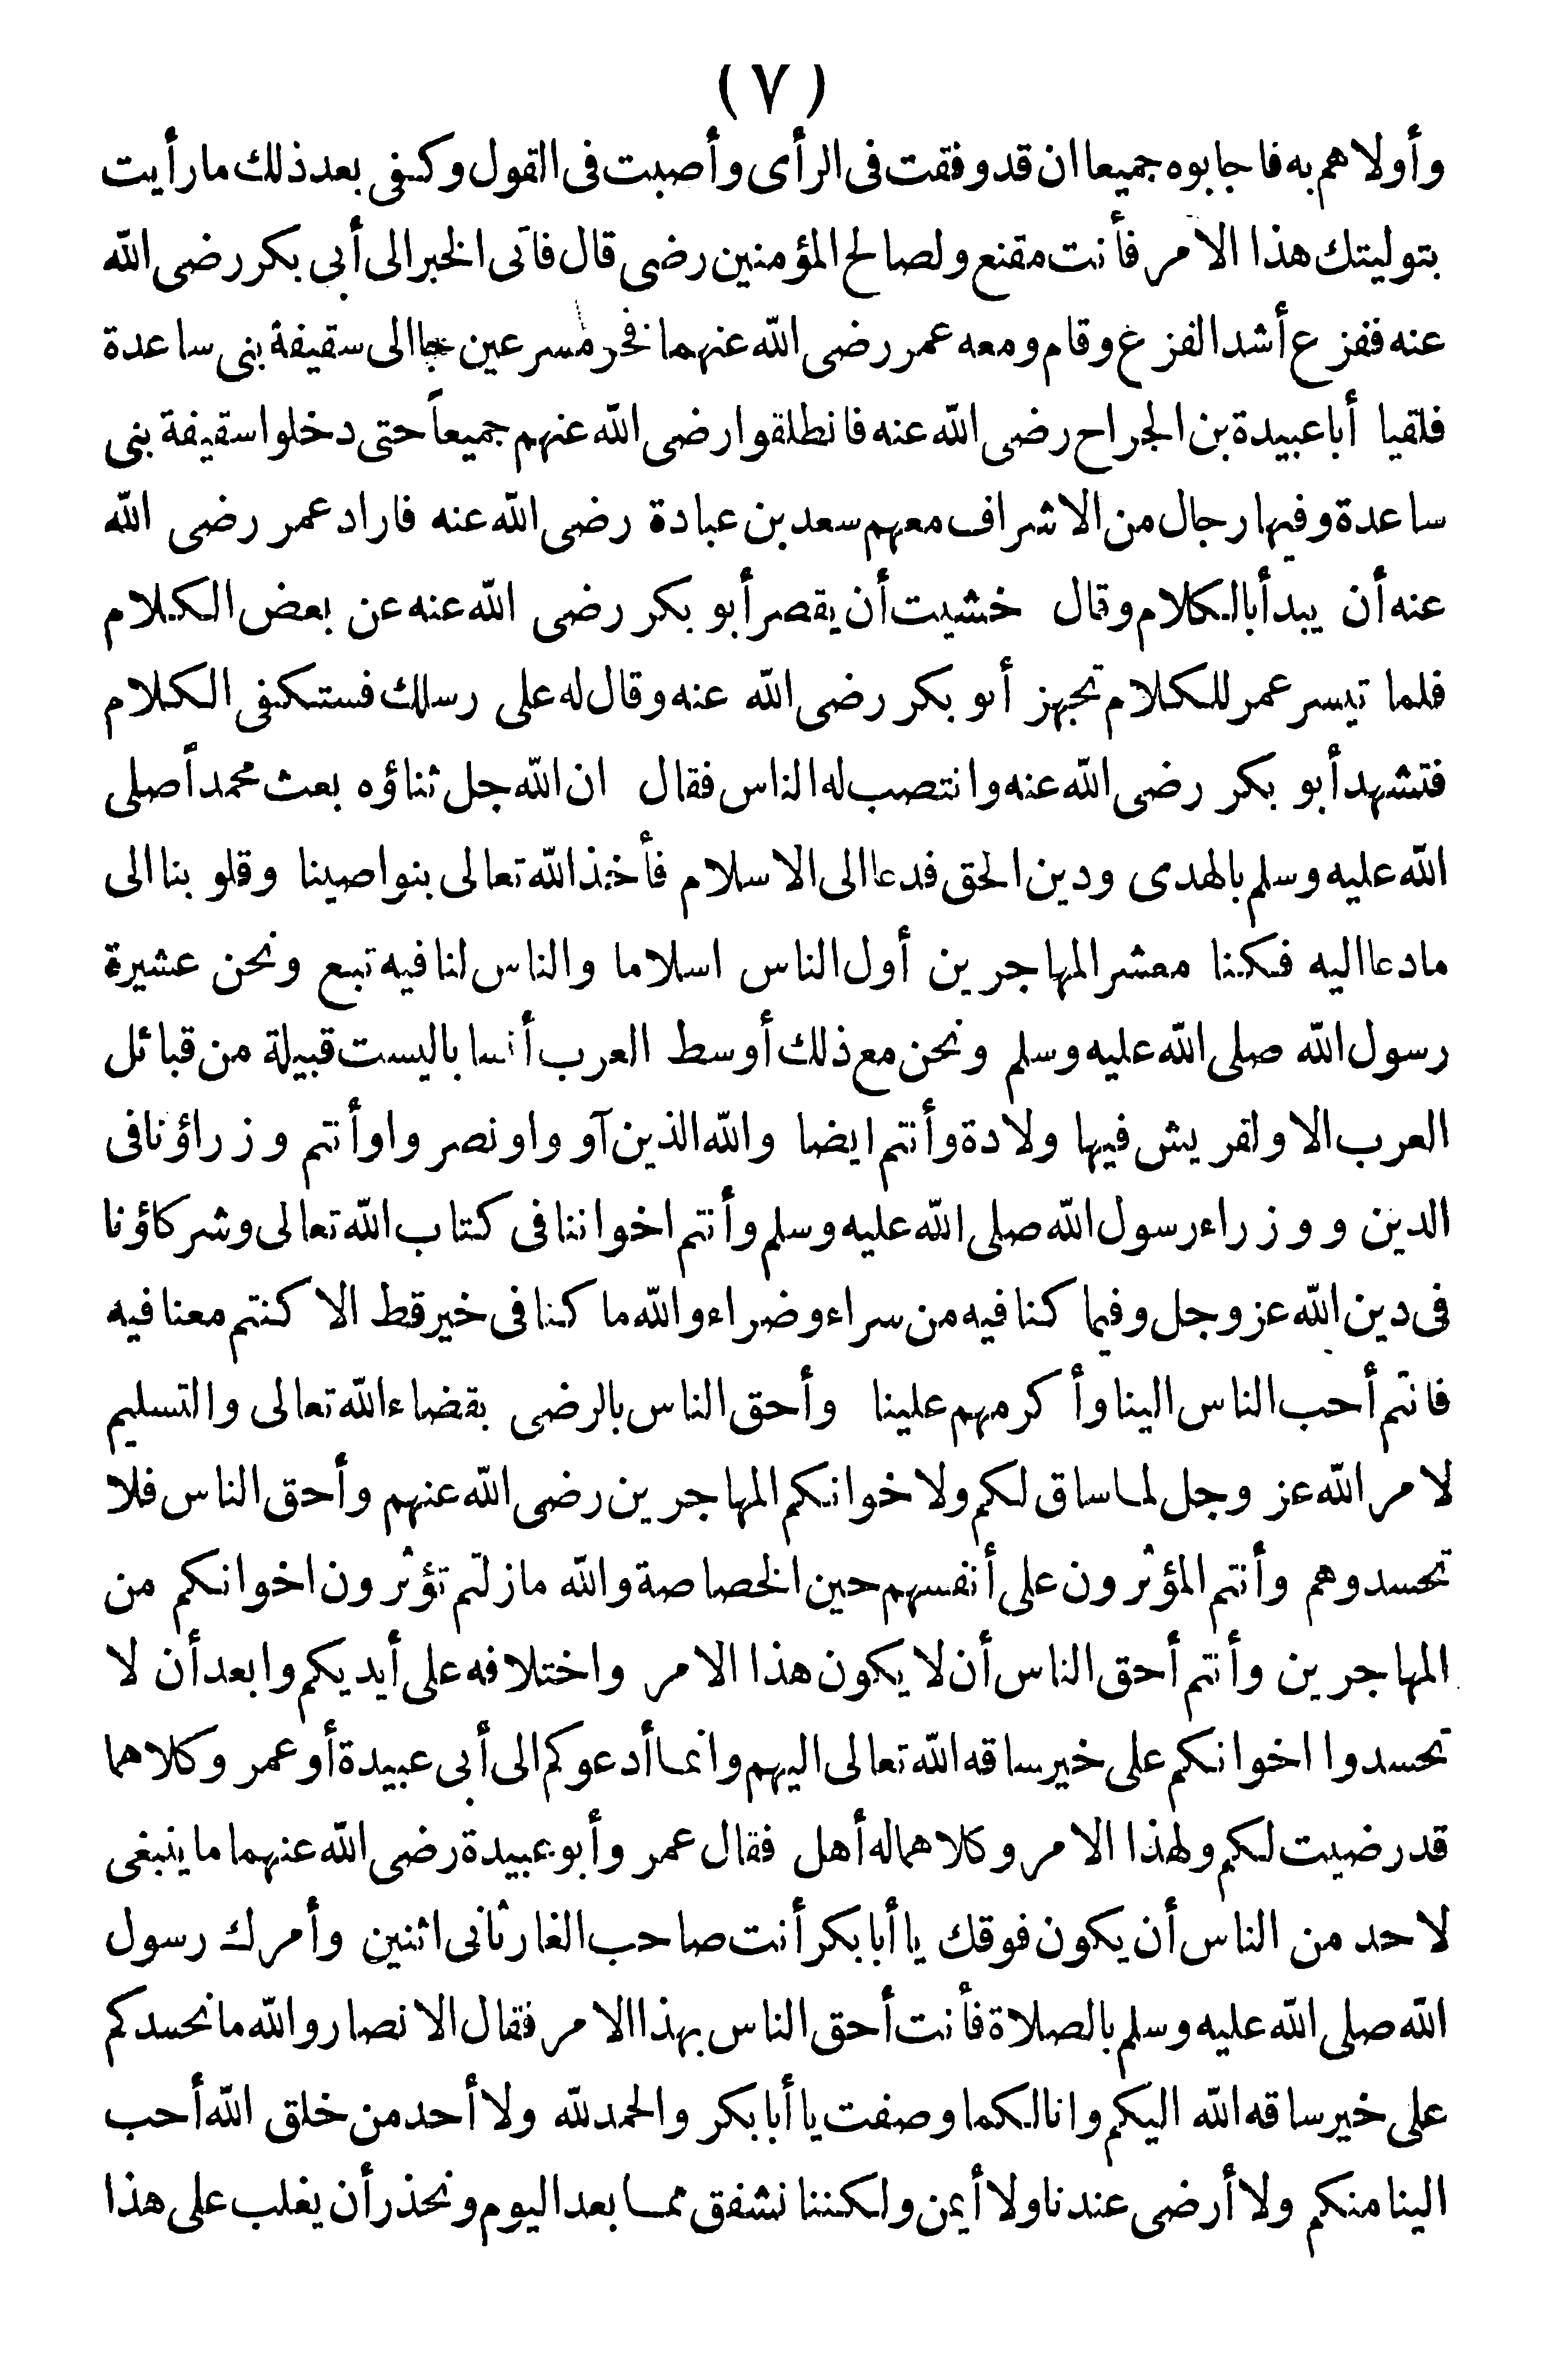 (٧)
وأولاهم به فاجابوه جميعا ان قد وفقت فى الرأى وأصبت فى القول وكفى بعد ذلك مارأيت
بتوليتك هذا الامر فأنت مقنع ولصالح المؤمنين رضى قال فآتى الخبر الى أبى بكر رضى الله
عنه ففزع أشد الفزع وقام ومعه عمر رضى الله عنهما مسرعين الى سقيفة بنى ساعدة
فلقيا أبا عبيدة بن الجراح رضى الله عنه فانطلقوا رضى الله عنهم جميعاً حتى دخلوا سقيفة بنى
ساعدة وفيها رجال من الاشراف معهم سعد بن عبادة رضى الله عنه فاراد عمر رضى الله
عنه أن يبدأ بالكلام وقال خشيت أن يقصر أبو بكر رضى الله عنه عن بعض الكلام
فلما تيسر عمر للكلام تجهز أبو بكر رضى الله عنه وقال له على رسلك فستكفى الكلام
فتشهد أبو بكر رضى الله عنه وانتصب له الناس فقال ان الله جل ثناؤه بعث محمداً صلى
الله عليه وسلم بالهدى ودين الحق فدعا الى الاسلام فأخذ الله تعالى بنواصينا وقلوبنا الى
مادعا اليه فكنا معشر المهاجرين أول الناس اسلاما والناس لنا فيه تبع ونحن عشيرة
رسول الله صلى الله عليه وسلم ونحن مع ذلك أوسط العرب أنسابا ليست قبيلة من قبائل
العرب الا ولقريش فيها ولادة وأنتم ايضا والله الذين آووا ونصروا وأنتم وزراؤنا فى
الدين ووزراء رسول الله صلى الله عليه وسلم وأنتم اخواننا فى كتاب الله تعالى وشركاؤنا
فى دين الله عز وجل وفيما كنا فيه من سراء وضراء والله ما كنا فى خير قط الا كنتم معنا فيه
فانتم أحب الناس الينا وأكرمهم علينا وأحق الناس بالرضى بقضاء الله تعالى والتسليم
لامر الله عز وجل لما ساق لكم ولاخوانكم المهاجرين رضى الله عنهم وأحق الناس فلا
تحسدوهم وأنتم المؤثرون على أنفسهم حين الخصاصة والله مازلتم تؤثرون اخوانكم من
المهاجرين وأنتم أحق الناس أن لا يكون هذا الامر واختلافه على أيديكم وابعد أن لا
تحسدوا اخوانكم على خير ساقه الله تعالى اليهم وانما أدعوكم الى أبى عبيدة أو عمر وكلاهما
قد رضيت لكم ولهذا الامر وكلاهما له أهل فقال عمر وأبو عبيدة رضى الله عنهما ما ينبغى
لاحد من الناس أن يكون فوقك يا أبا بكر أنت صاحب الغار ثانى اثنين وأمرك رسول
الله صلى الله عليه وسلم بالصلاة فأنت أحق الناس بهذا الامر فقال الانصار والله ما نحسدكم
على خير ساقه الله اليكم وانا لكما وصفت يا أبا بكر والحمد لله ولا أحد من خلق الله أحب
الينا منكم ولا أرضى عندنا ولا أيمن ولكننا نشفق مما بعد اليوم ونحذر أن يغلب على هذا